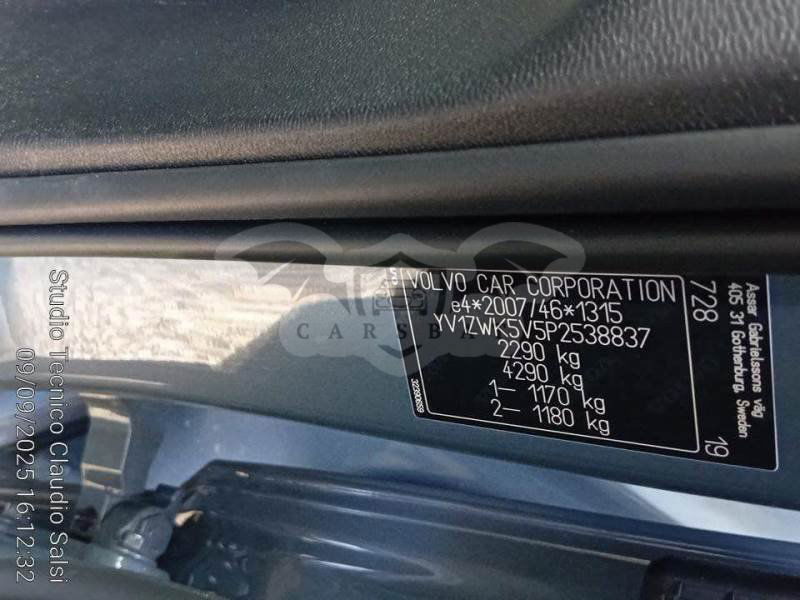 VOLVO CAR CORPORATION
e4*2007/46*1315
YV1ZWK5V5P2538837
2290 kg
4290 kg
1- 1170 kg
2- 1180 kg
728
19
Assar Gabrielssons väg
405 31 Gothenburg, Sweden
CARSBA
Studio Tecnico Claudio Salsi
09/09/2025 16:12:32